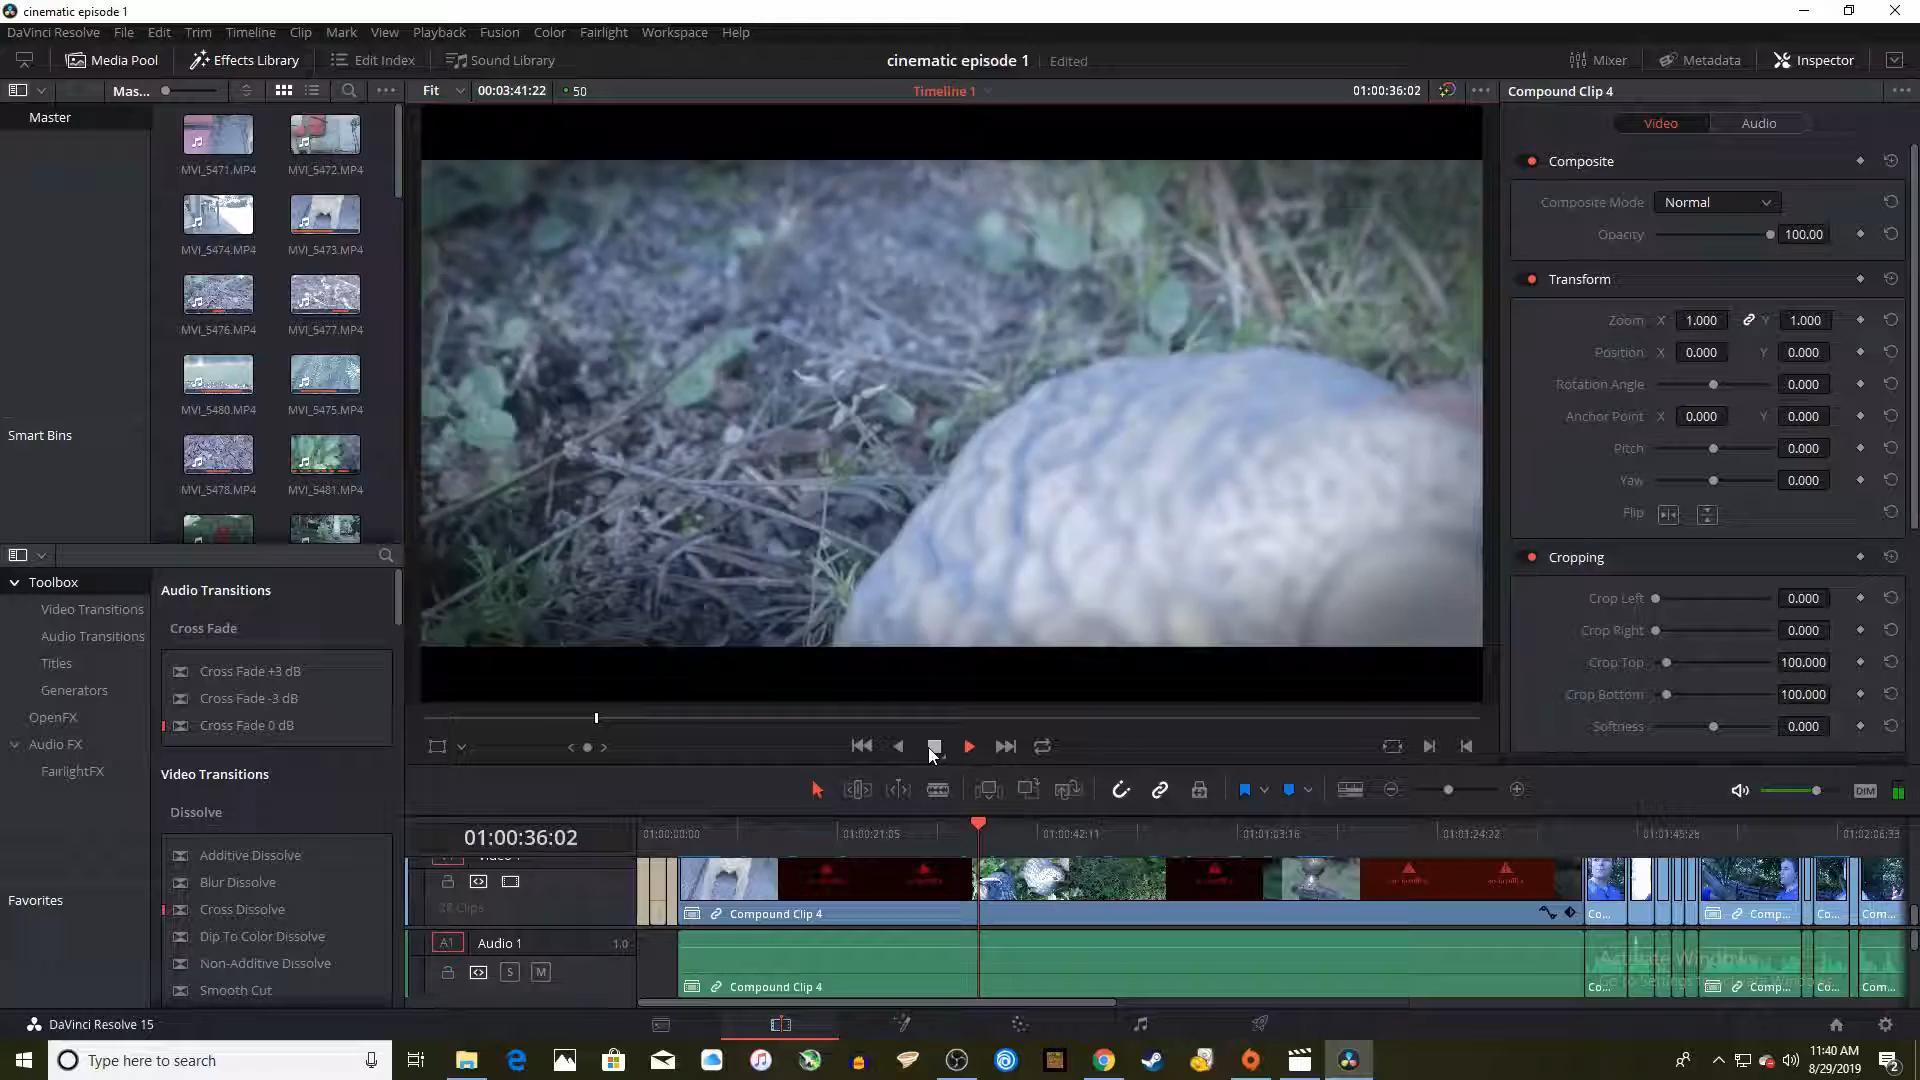 cinematic episode 1
DaVinci Resolve File Edit Trim Timeline Clip Mark View Playback Fusion Color Fairlight Workspace Help
Media Pool Effects Library Edit Index Sound Library cinematic episode 1 Edited Mixer Metadata Inspector
Mas... Fit 00:03:41:22 50 Timeline 1 01:00:36:02 Compound Clip 4
Master
Video Audio
MVI_5471.MP4 MVI_5472.MP4
Composite
Composite Mode Normal
Opacity 100.00
MVI_5474.MP4 MVI_5473.MP4
Transform
Zoom X 1.000 Y 1.000
MVI_5476.MP4 MVI_5477.MP4
Position X 0.000 Y 0.000
Rotation Angle 0.000
MVI_5480.MP4 MVI_5475.MP4
Anchor Point X 0.000 Y 0.000
Smart Bins
Pitch 0.000
Yaw 0.000
MVI_5478.MP4 MVI_5481.MP4
Flip
Cropping
Toolbox
Video Transitions
Audio Transitions
Titles
Generators
OpenFX
Audio FX
FairlightFX
Favorites
Audio Transitions
Cross Fade
Cross Fade +3 dB
Cross Fade -3 dB
Cross Fade 0 dB
Video Transitions
Dissolve
Additive Dissolve
Blur Dissolve
Cross Dissolve
Dip To Color Dissolve
Non-Additive Dissolve
Smooth Cut
Crop Left 0.000
Crop Right 0.000
Crop Top 100.000
Crop Bottom 100.000
Softness 0.000
DIM
01:00:36:02 01:00:00:00 01:00:21:05 01:00:42:11 01:01:03:16 01:01:24:22 01:01:45:28 01:02:06:33
28 Clips
Compound Clip 4 Co... Comp... Co... Com...
A1 Audio 1 1.0
S M
Activate Windows
Go to Settings to activate Windows.
Compound Clip 4 Co... Comp... Co... Com...
DaVinci Resolve 15
Type here to search
11:40 AM
8/29/2019
2